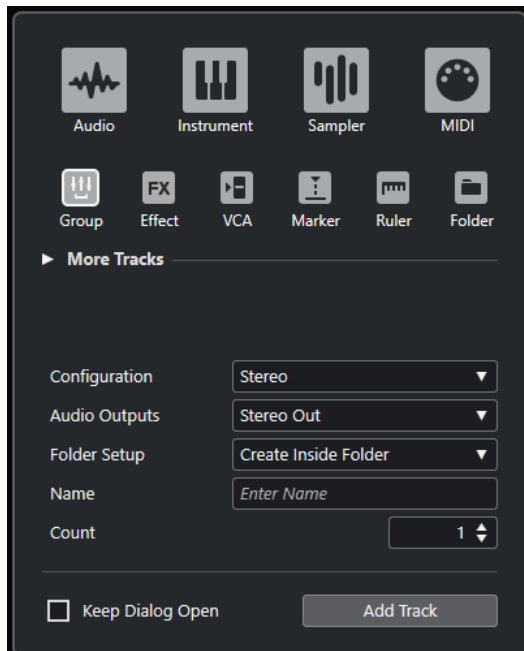 Audio Instrument Sampler MIDI
FX
Group Effect VCA Marker Ruler Folder
More Tracks
Configuration Stereo
Audio Outputs Stereo Out
Folder Setup Create Inside Folder
Name Enter Name
Count 1
Keep Dialog Open Add Track